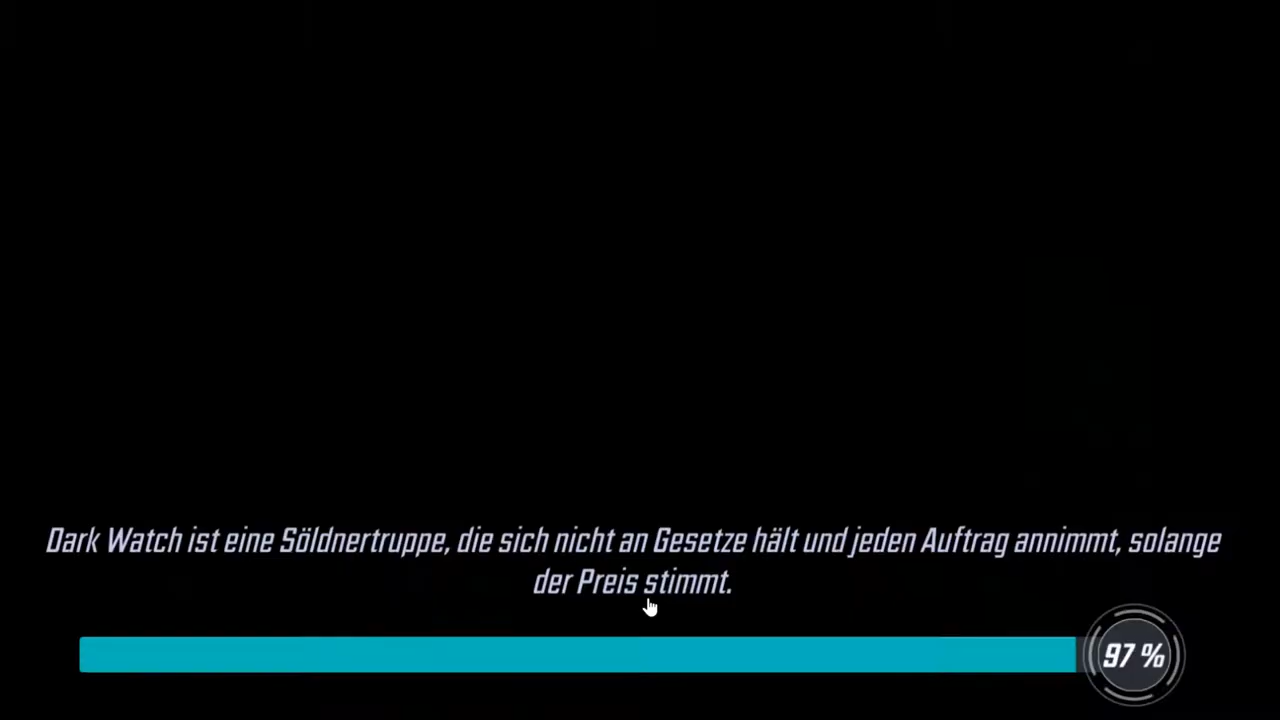 Dark Watch ist eine Söldnertruppe, die sich nicht an Gesetze hält und jeden Auftrag annimmt, solange
der Preis stimmt.
97 %